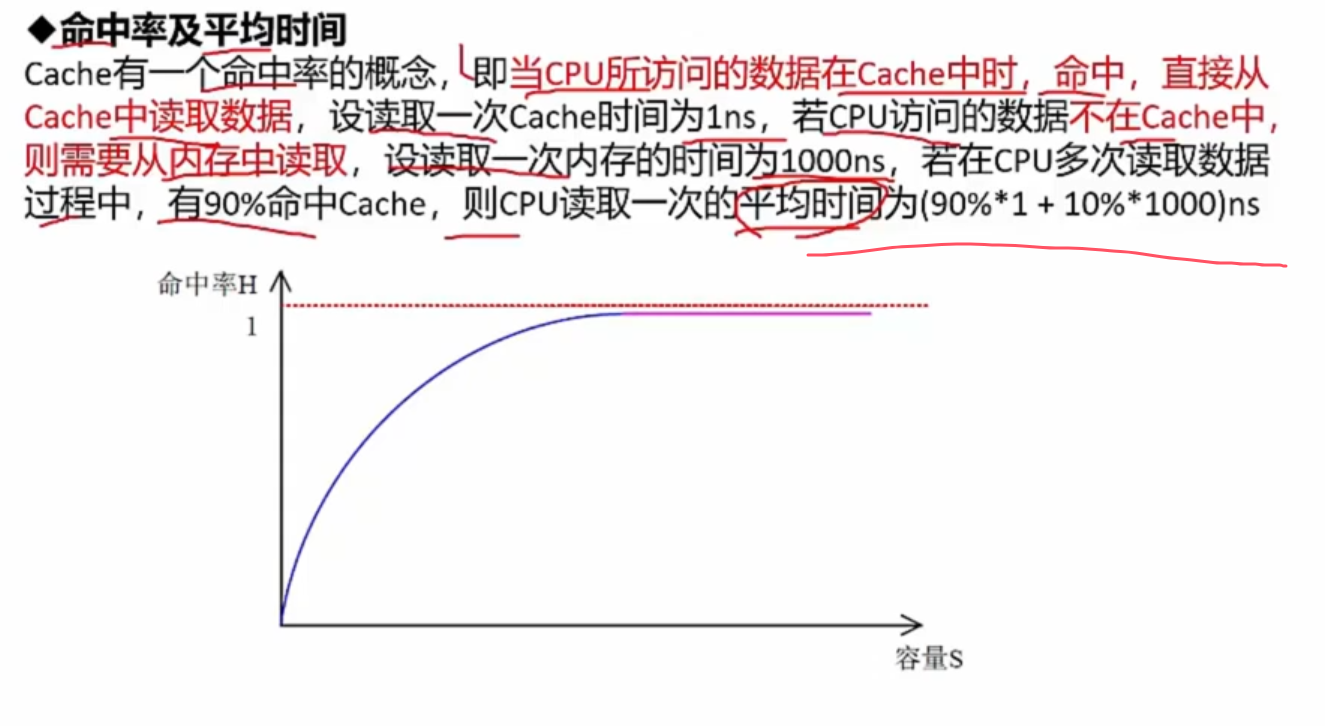 ◆命中率及平均时间
Cache有一个命中率的概念，即当CPU所访问的数据在Cache中时，命中，直接从
Cache中读取数据，设读取一次Cache时间为1ns，若CPU访问的数据不在Cache中，
则需要从内存中读取，设读取一次内存的时间为1000ns，若在CPU多次读取数据
过程中，有90%命中Cache，则CPU读取一次的平均时间为(90%*1 + 10%*1000)ns
命中率H
1
容量S